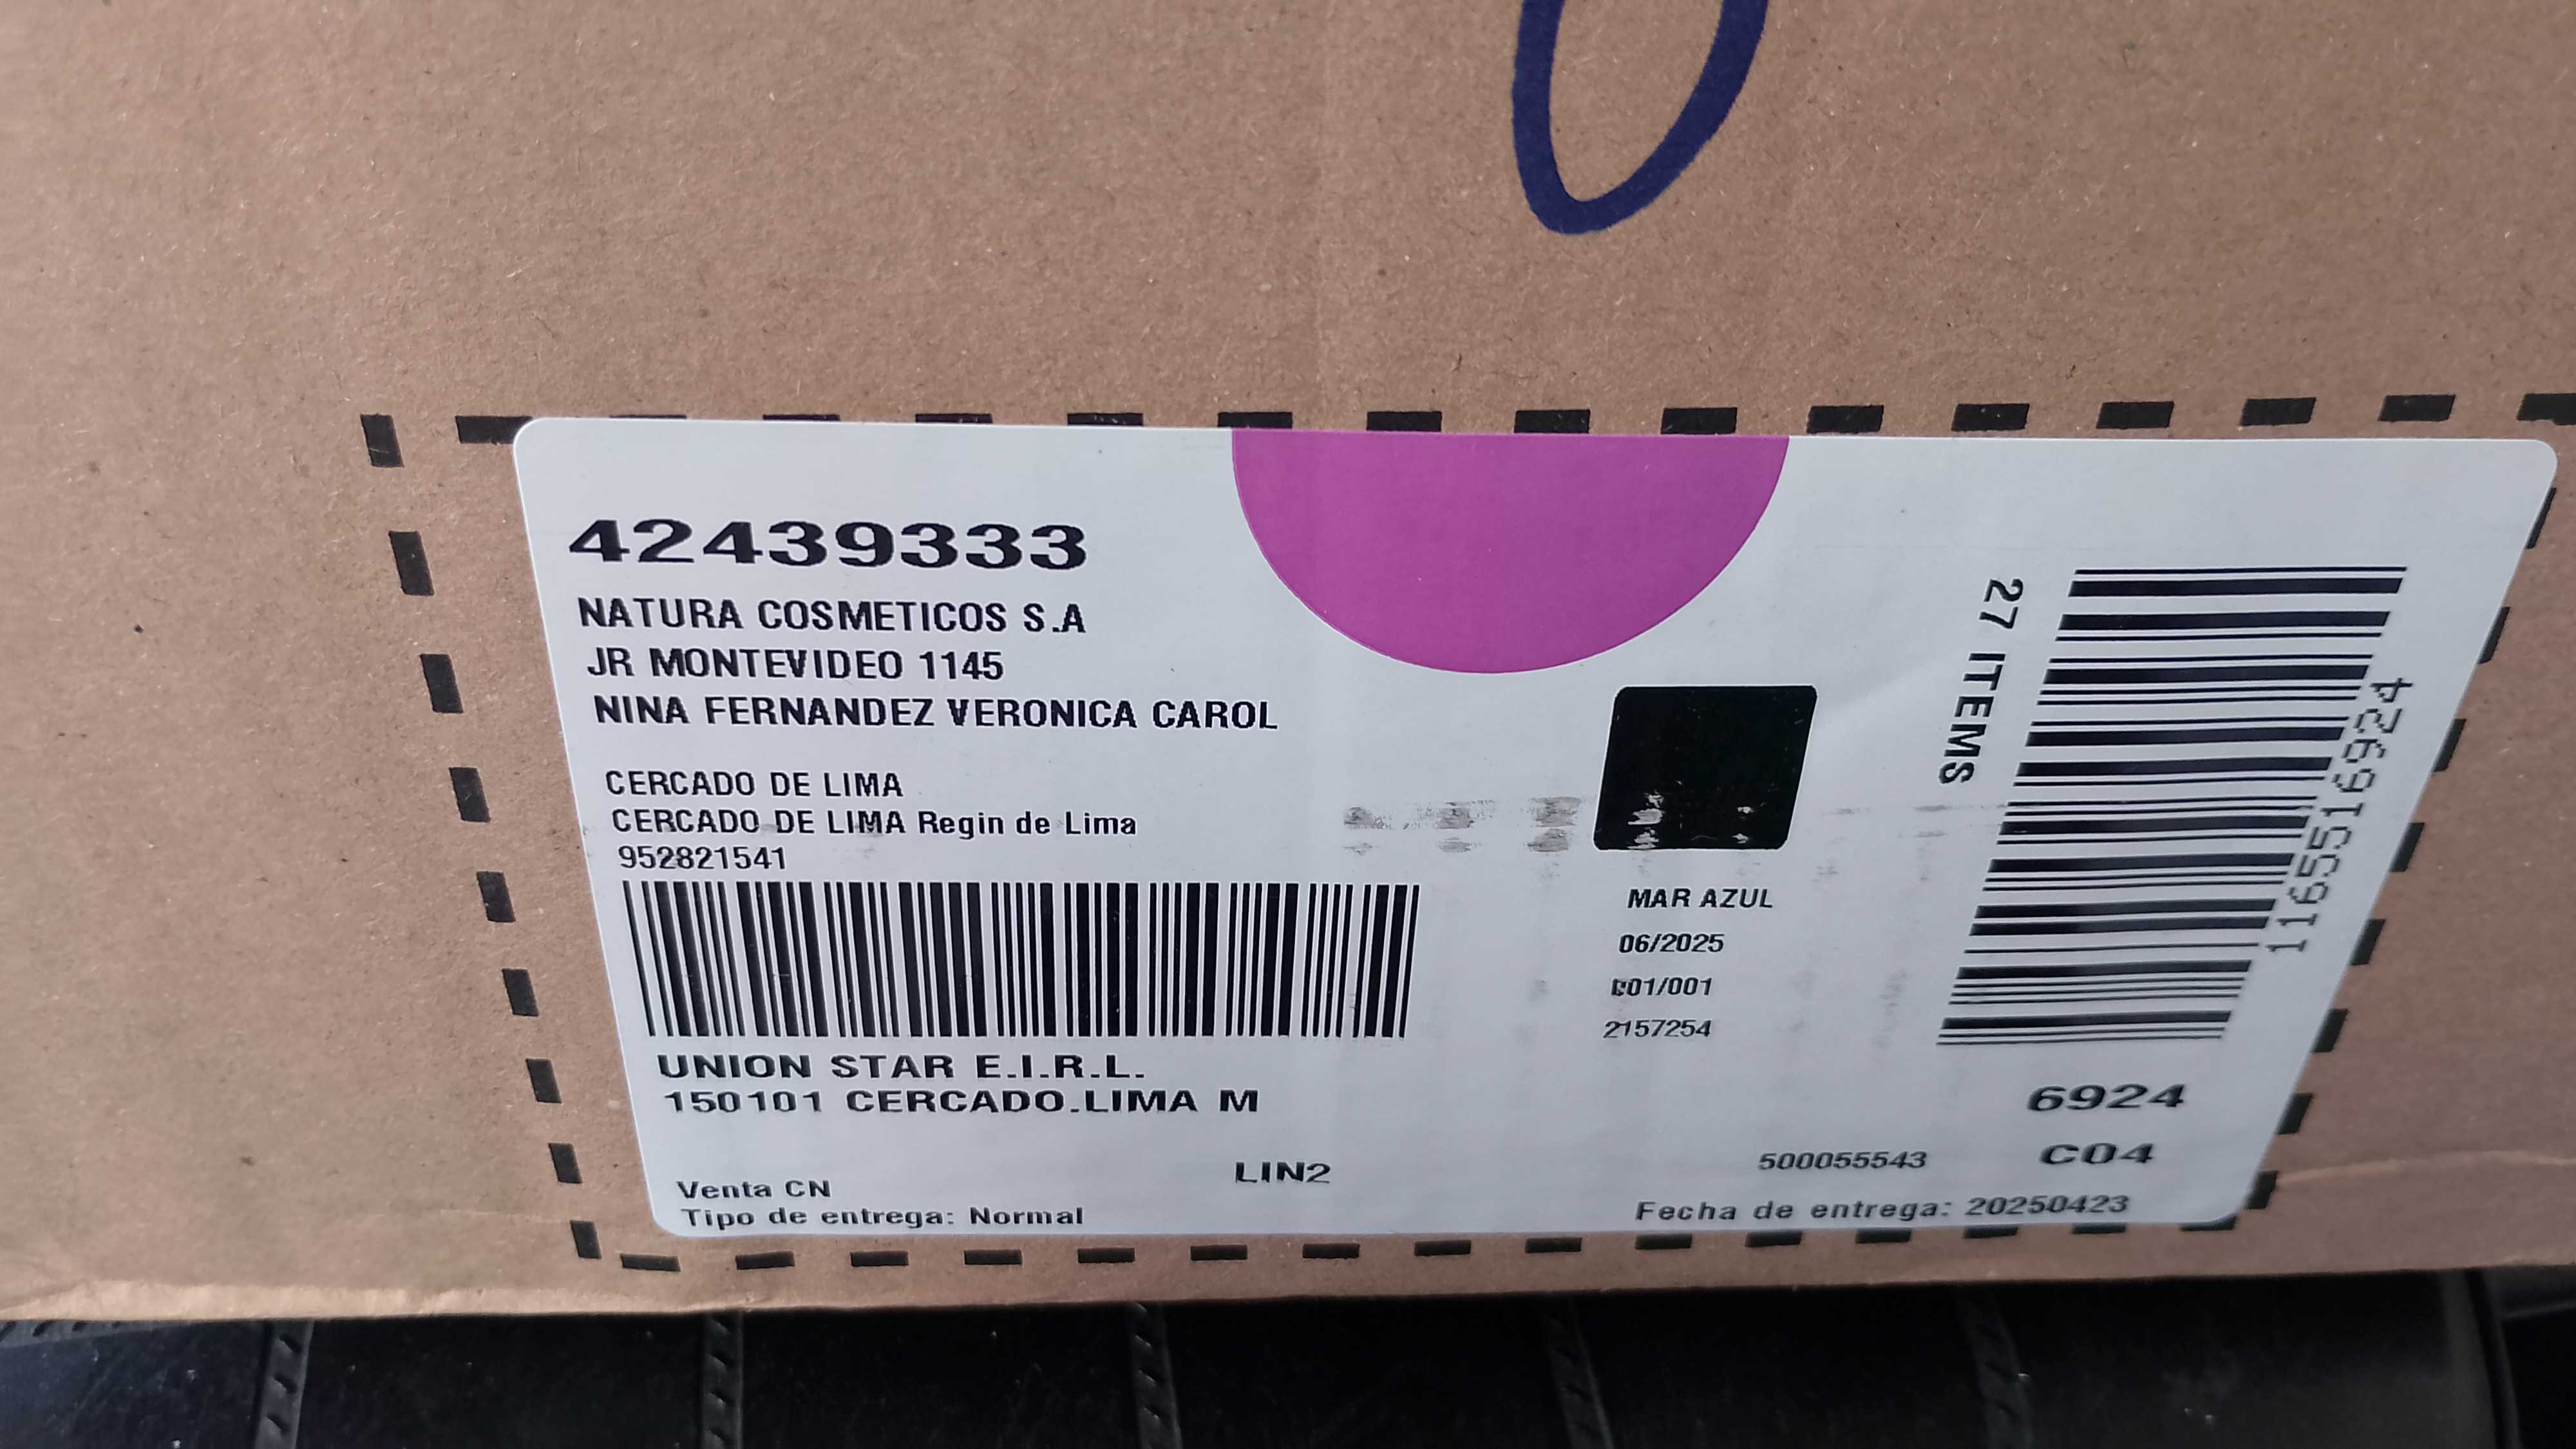 42439333
NATURA COSMETICOS S.A
JR MONTEVIDEO 1145
NINA FERNANDEZ VERONICA CAROL
CERCADO DE LIMA
CERCADO DE LIMA Regin de Lima
952821541
UNION STAR E.I.R.L.
150101 CERCADO.LIMA M
Venta CN
Tipo de entrega: Normal
LIN2
MAR AZUL
06/2025
001/001
2157254
27 ITEMS
1165516924
6924
500055543
C04
Fecha de entrega: 20250423